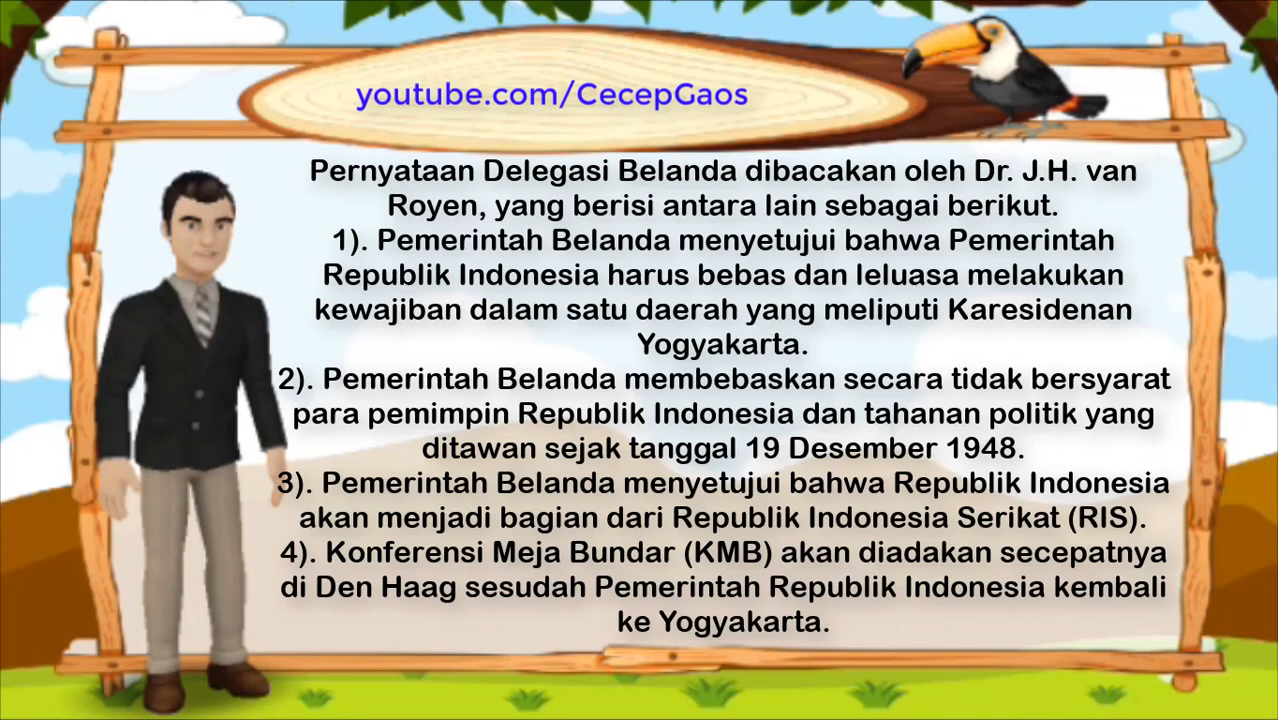 youtube.com/CecepGaos
Pernyataan Delegasi Belanda dibacakan oleh Dr. J.H. van
Royen, yang berisi antara lain sebagai berikut.
1). Pemerintah Belanda menyetujui bahwa Pemerintah
Republik Indonesia harus bebas dan leluasa melakukan
kewajiban dalam satu daerah yang meliputi Karesidenan
Yogyakarta.
2). Pemerintah Belanda membebaskan secara tidak bersyarat
para pemimpin Republik Indonesia dan tahanan politik yang
ditawan sejak tanggal 19 Desember 1948.
3). Pemerintah Belanda menyetujui bahwa Republik Indonesia
akan menjadi bagian dari Republik Indonesia Serikat (RIS).
4). Konferensi Meja Bundar (KMB) akan diadakan secepatnya
di Den Haag sesudah Pemerintah Republik Indonesia kembali
ke Yogyakarta.